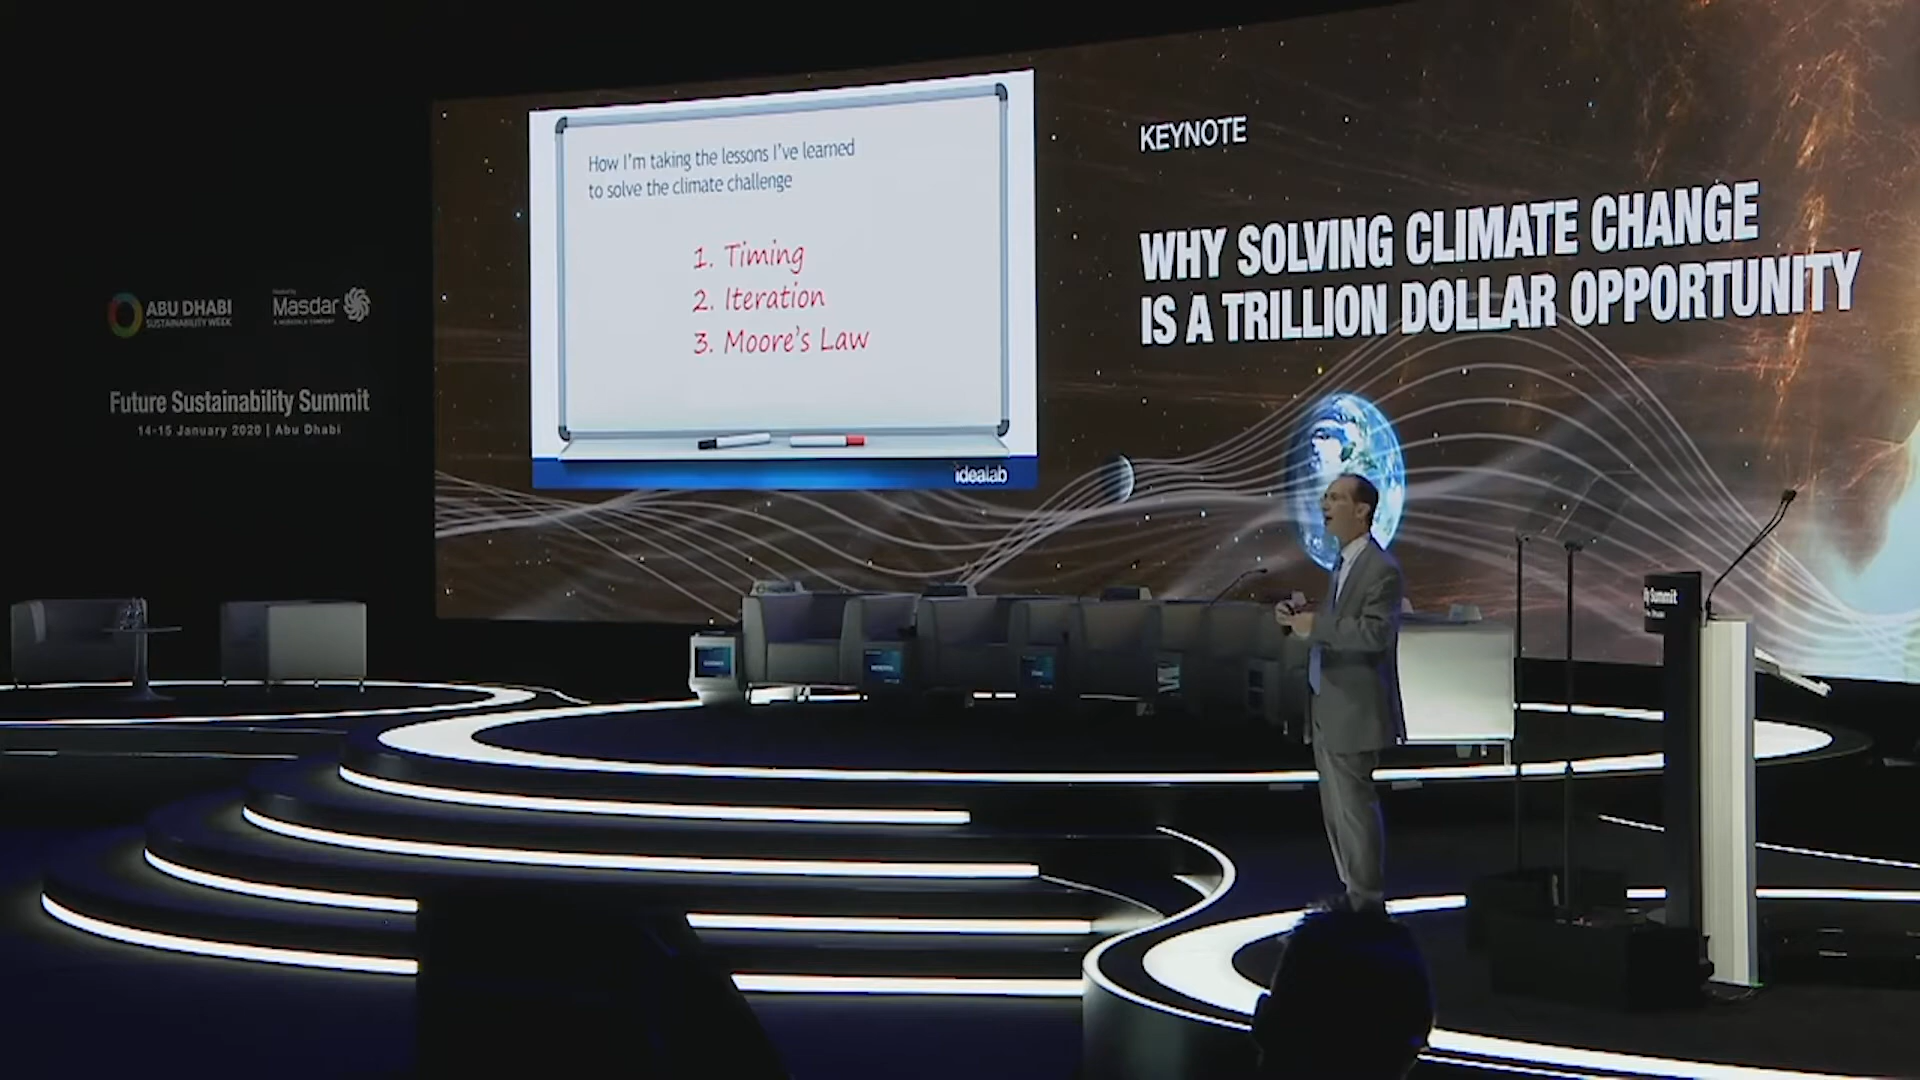 How I'm taking the lessons I've learned
to solve the climate challenge
1. Timing
2. Iteration
3. Moore's Law
idealab
KEYNOTE
WHY SOLVING CLIMATE CHANGE
IS A TRILLION DOLLAR OPPORTUNITY
ABU DHABI
SUSTAINABILITY WEEK
Masdar
Future Sustainability Summit
14-15 January 2020 | Abu Dhabi
Summit